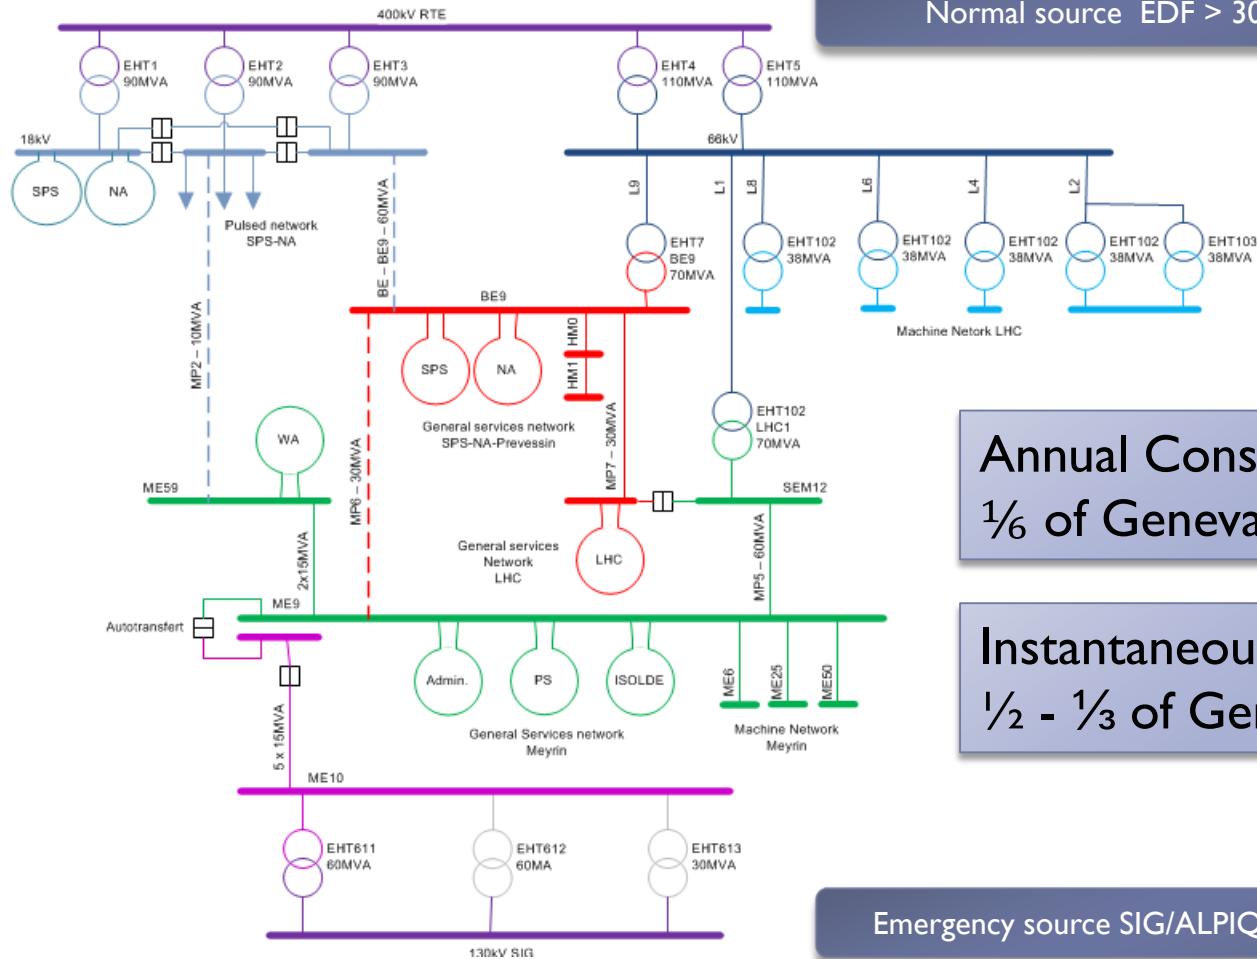 400kV RTE
Normal source EDF > 30
EHT1
90MVA
EHT2
90MVA
EHT3
90MVA
EHT4
110MVA
EHT5
110MVA
18kV
66kV
SPS
NA
Pulsed network
SPS-NA
L9
L1
L8
L6
L4
L2
EHT7
BE9
70MVA
EHT102
38MVA
EHT102
38MVA
EHT102
38MVA
EHT102
38MVA
EHT103
38MVA
Machine Netork LHC
MP2 – 10MVA
BE – BE9 – 60MVA
BE9
SPS
NA
HM0
HM1
General services network
SPS-NA-Prevessin
MP6 – 30MVA
MP7 – 30MVA
EHT102
LHC1
70MVA
WA
ME59
SEM12
General services
Network
LHC
LHC
2x15MVA
MP5 – 60MVA
Annual Cons
⅙ of Geneva
ME9
Autotransfert
Admin.
PS
ISOLDE
ME6
ME25
ME50
General Services network
Meyrin
Machine Network
Meyrin
Instantaneou
½ - ⅓ of Ge
5 x 15MVA
ME10
EHT611
60MVA
EHT612
60MA
EHT613
30MVA
130kV SIG
Emergency source SIG/ALPIQ